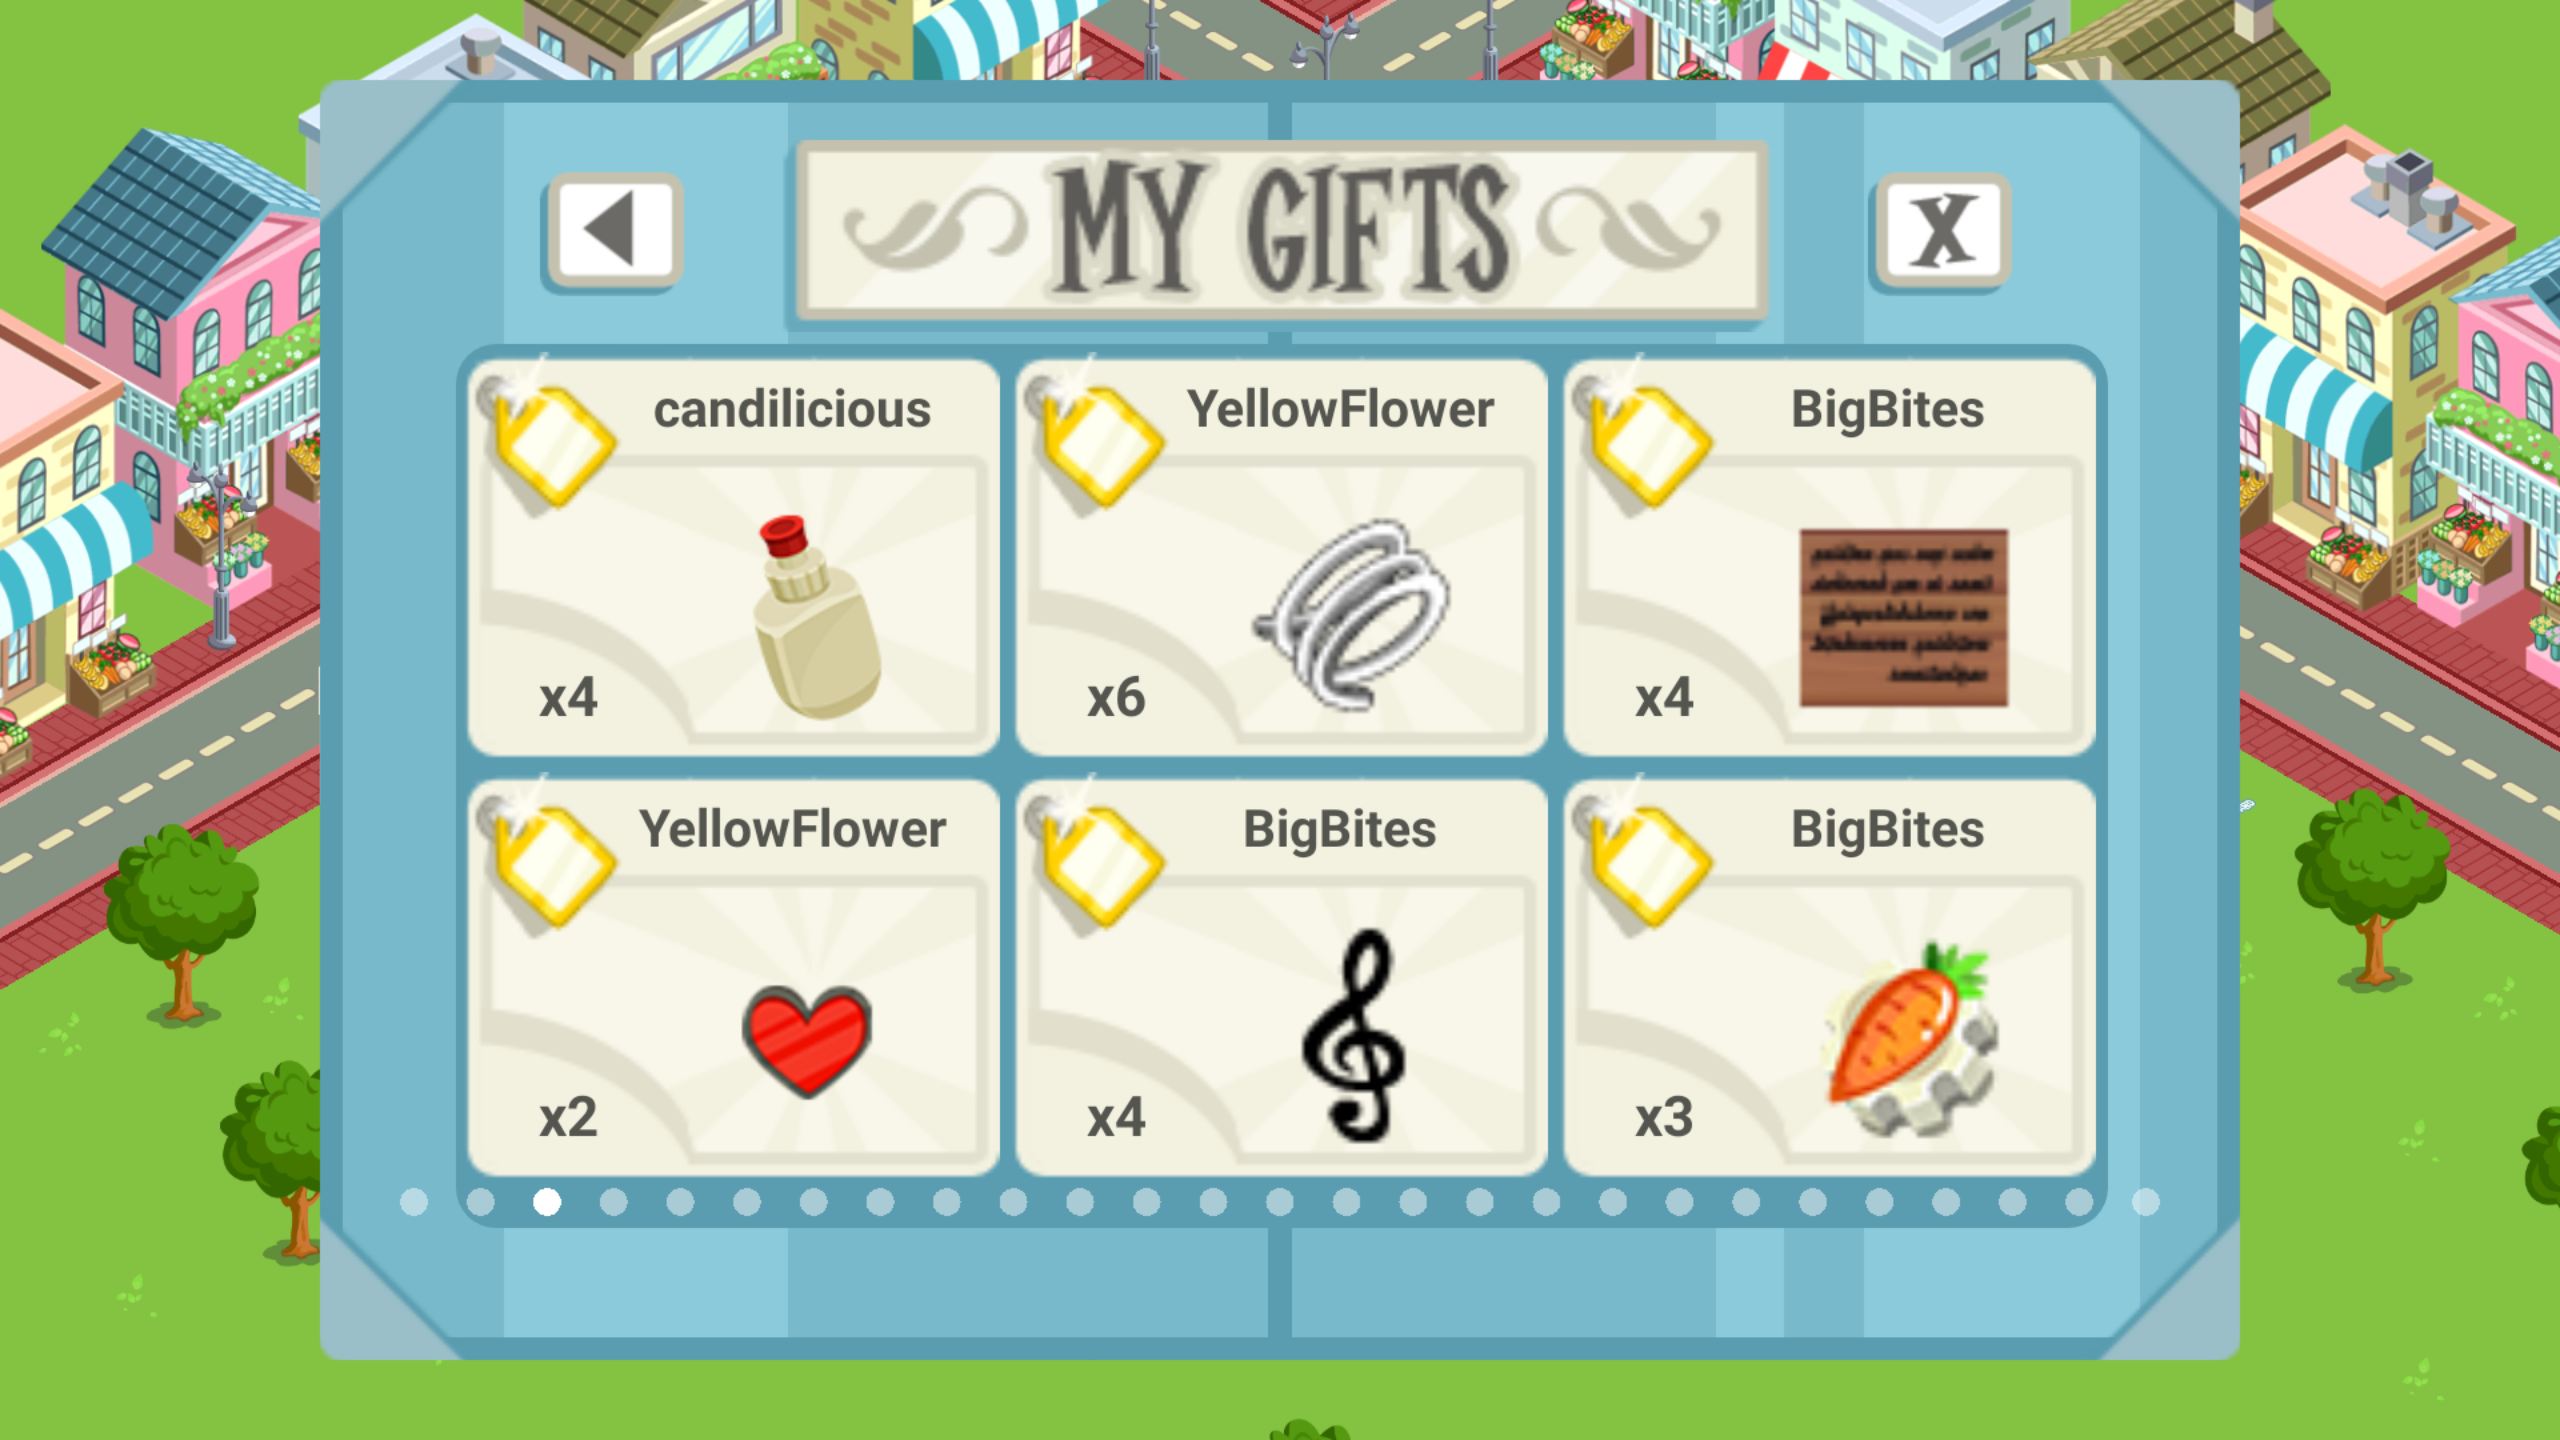 MY GIFTS
X
candilicious
x4
YellowFlower
x6
BigBites
x4
YellowFlower
x2
BigBites
x4
BigBites
x3